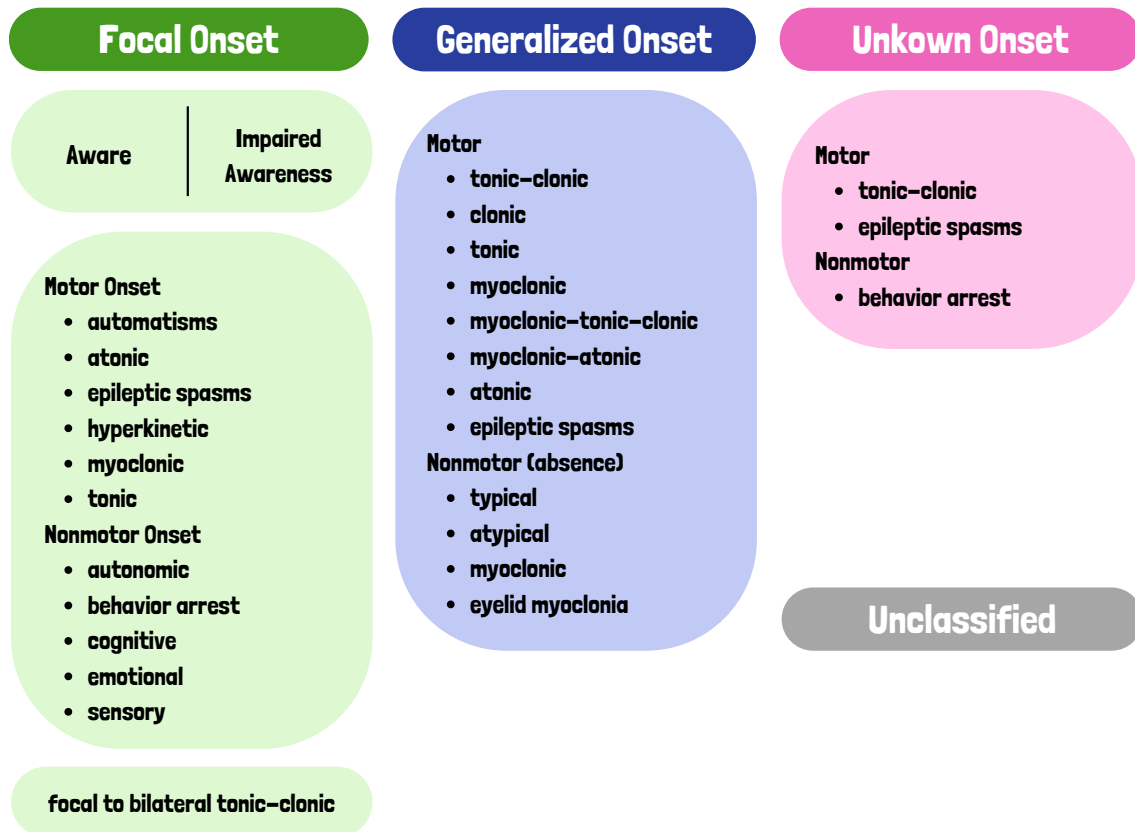 Focal Onset
Aware
Impaired
Awareness
Motor Onset
• automatisms
• atonic
• epileptic spasms
• hyperkinetic
• myoclonic
• tonic
Nonmotor Onset
• autonomic
• behavior arrest
• cognitive
• emotional
• sensory
focal to bilateral tonic-clonic
Generalized Onset
Motor
• tonic-clonic
• clonic
• tonic
• myoclonic
• myoclonic-tonic-clonic
• myoclonic-atonic
• atonic
• epileptic spasms
Nonmotor (absence)
• typical
• atypical
• myoclonic
• eyelid myoclonia
Unkown Onset
Motor
• tonic-clonic
• epileptic spasms
Nonmotor
• behavior arrest
Unclassified